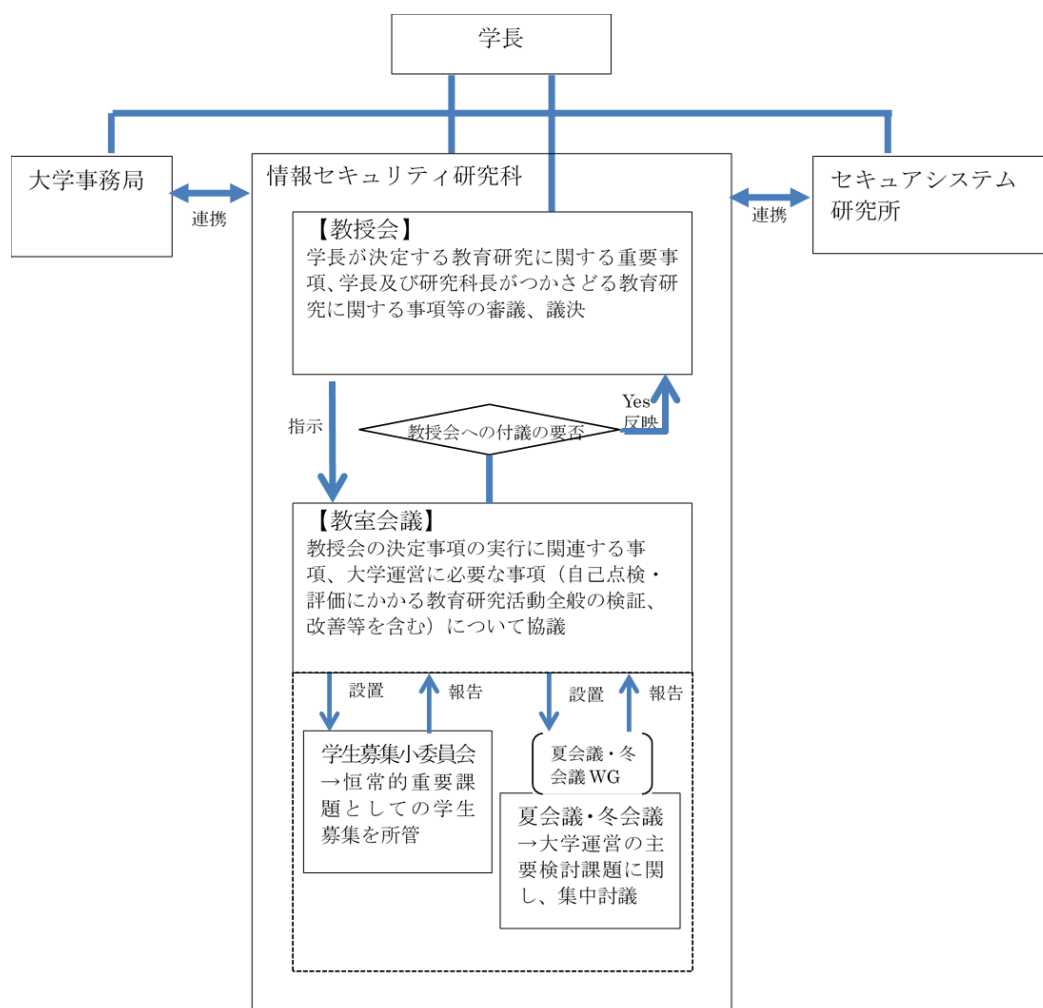 学長
大学事務局
連携
情報セキュリティ研究科
連携
セキュアシステム
研究所
【教授会】
学長が決定する教育研究に関する重要事
項、学長及び研究科長がつかさどる教育研
究に関する事項等の審議、議決
指示
教授会への付議の要否
Yes
反映
【教室会議】
教授会の決定事項の実行に関連する事
項、大学運営に必要な事項（自己点検・
評価にかかる教育研究活動全般の検証、
改善等を含む）について協議
設置
報告
設置
報告
学生募集小委員会
→恒常的重要課
題としての学生
募集を所管
夏会議・冬
会議 WG
夏会議・冬会議
→大学運営の主
要検討課題に関
し、集中討議